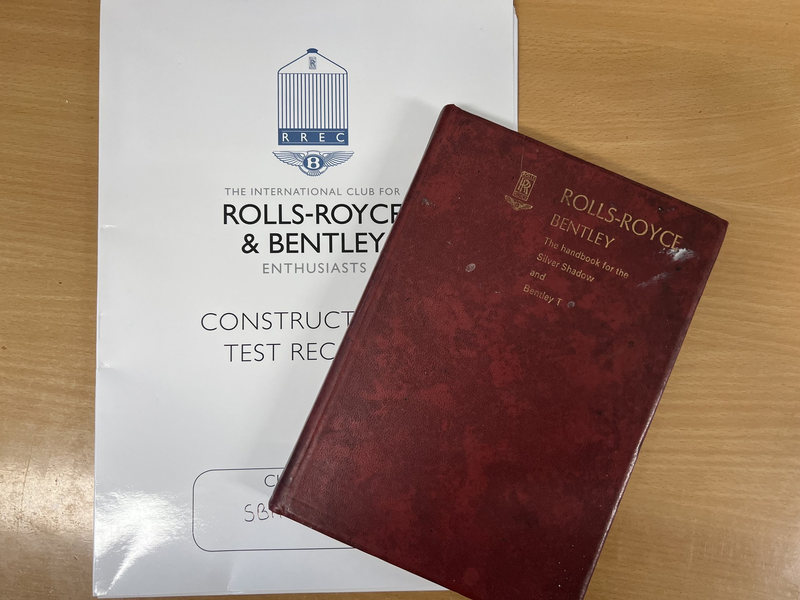 R
RREC
B
THE INTERNATIONAL CLUB FOR
ROLLS-ROYCE
& BENTLEY
ENTHUSIASTS
CONSTRUCT
TEST REC
ROLLS-ROYCE
BENTLEY
The handbook for the
Silver Shadow
and
Bentley T